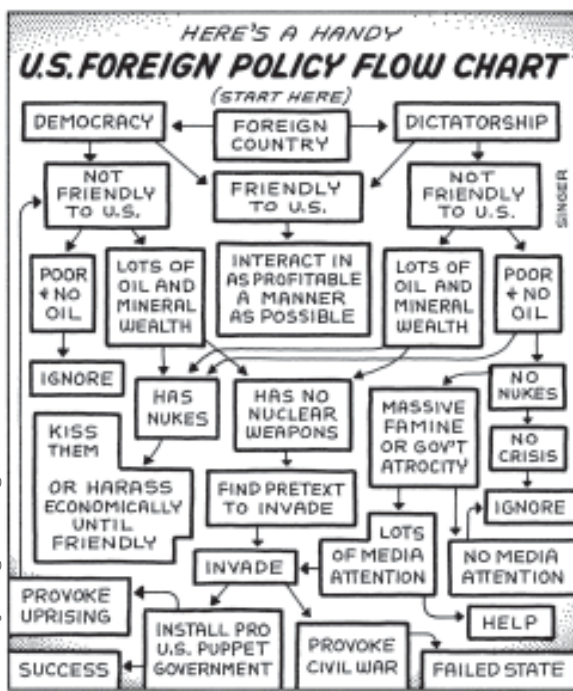 HERE'S A HANDY
U.S. FOREIGN POLICY FLOW CHART
(START HERE)
DEMOCRACY
FOREIGN
COUNTRY
DICTATORSHIP
NOT
FRIENDLY
TO U.S.
FRIENDLY
TO U.S.
NOT
FRIENDLY
TO U.S.
SINGER
POOR
+ NO
OIL
LOTS OF
OIL AND
MINERAL
WEALTH
INTERACT IN
AS PROFITABLE
A MANNER
AS POSSIBLE
LOTS OF
OIL AND
MINERAL
WEALTH
POOR
+ NO
OIL
IGNORE
HAS
NUKES
HAS NO
NUCLEAR
WEAPONS
MASSIVE
FAMINE
OR GOV'T
ATROCITY
NO
NUKES
NO
CRISIS
IGNORE
KISS
THEM
OR HARASS
ECONOMICALLY
UNTIL
FRIENDLY
FIND PRETEXT
TO INVADE
INVADE
LOTS
OF MEDIA
ATTENTION
NO MEDIA
ATTENTION
PROVOKE
UPRISING
INSTALL PRO
U.S. PUPPET
GOVERNMENT
PROVOKE
CIVIL WAR
HELP
SUCCESS
FAILED STATE